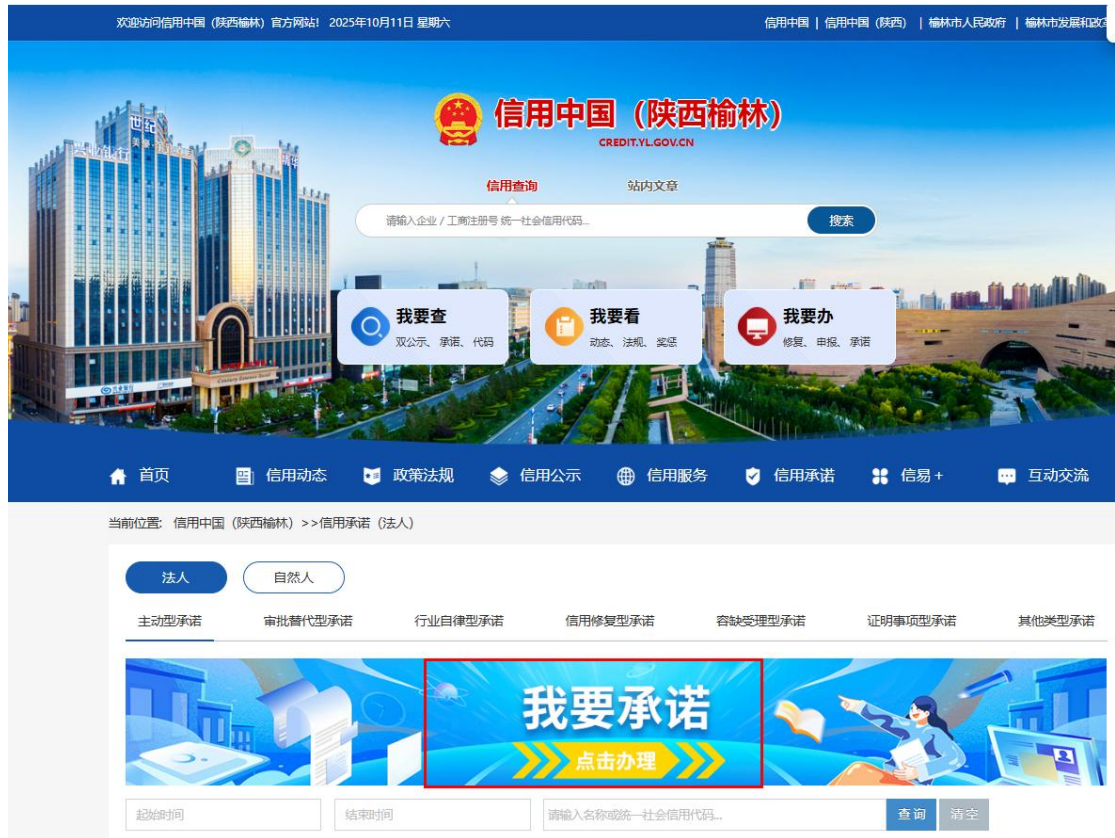 欢迎访问信用中国（陕西榆林）官方网站！ 2025年10月11日 星期六
信用中国 | 信用中国（陕西） | 榆林市人民政府 | 榆林市发展和改
信用中国（陕西榆林）
CREDIT.YL.GOV.CN
信用查询 站内文章
请输入企业 / 工商注册号 统一社会信用代码...
搜索
我要查
双公示、承诺、代码
我要看
动态、法规、奖惩
我要办
修复、申报、承诺
首页 信用动态 政策法规 信用公示 信用服务 信用承诺 信易+ 互动交流
当前位置: 信用中国（陕西榆林）>>信用承诺（法人）
法人 自然人
主动型承诺 审批替代型承诺 行业自律型承诺 信用修复型承诺 容缺受理型承诺 证明事项型承诺 其他类型承诺
我要承诺
点击办理
起始时间 结束时间 请输入名称或统一社会信用代码... 查询 清空